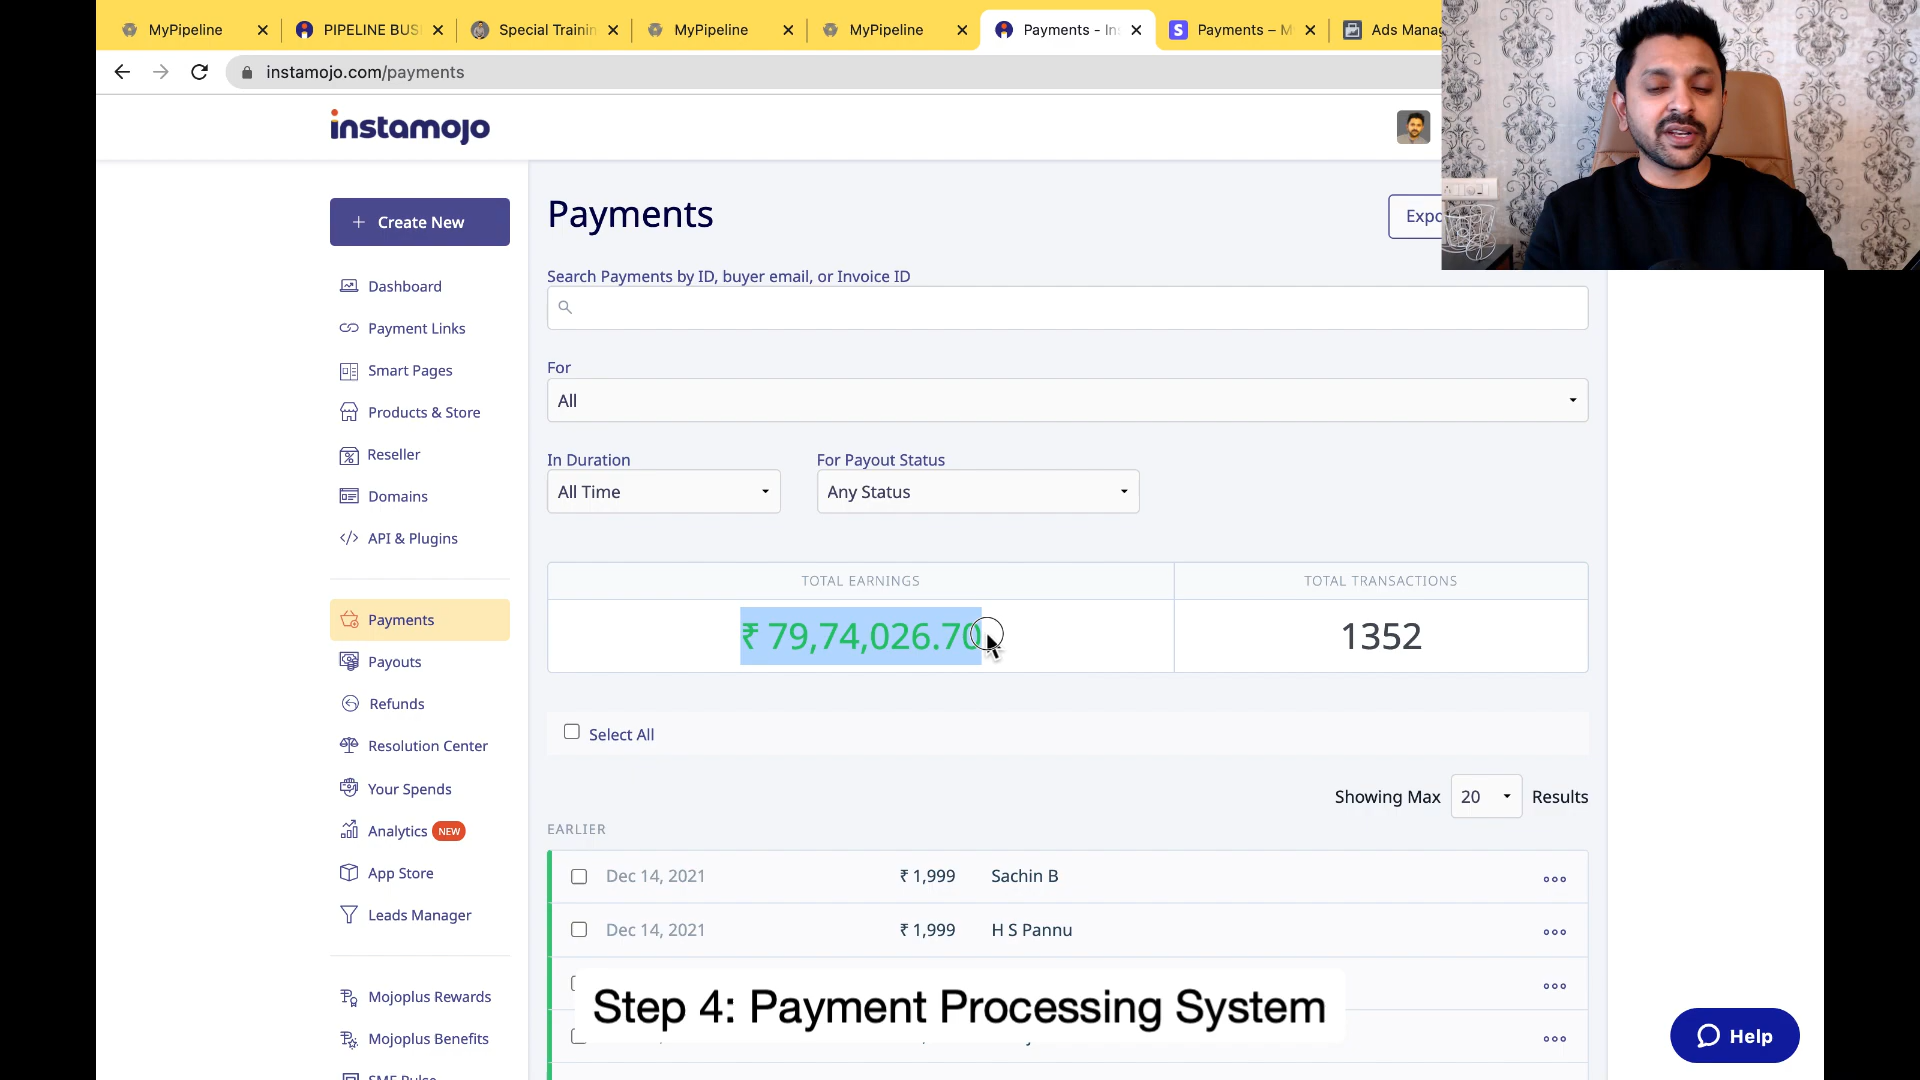 MyPipeline
PIPELINE BUS
Special Trainin
MyPipeline
MyPipeline
Payments - Ins
Payments – M
Ads Manag
instamojo.com/payments
instamojo
+ Create New
Dashboard
Payment Links
Smart Pages
Products & Store
Reseller
Domains
API & Plugins
Payments
Payouts
Refunds
Resolution Center
Your Spends
Analytics NEW
App Store
Leads Manager
Mojoplus Rewards
Mojoplus Benefits
Payments
Expo
Search Payments by ID, buyer email, or Invoice ID
For
All
In Duration
For Payout Status
All Time
Any Status
TOTAL EARNINGS
TOTAL TRANSACTIONS
₹ 79,74,026.70
1352
Select All
Showing Max 20 Results
EARLIER
Dec 14, 2021 ₹ 1,999 Sachin B
Dec 14, 2021 ₹ 1,999 H S Pannu
Step 4: Payment Processing System
Help